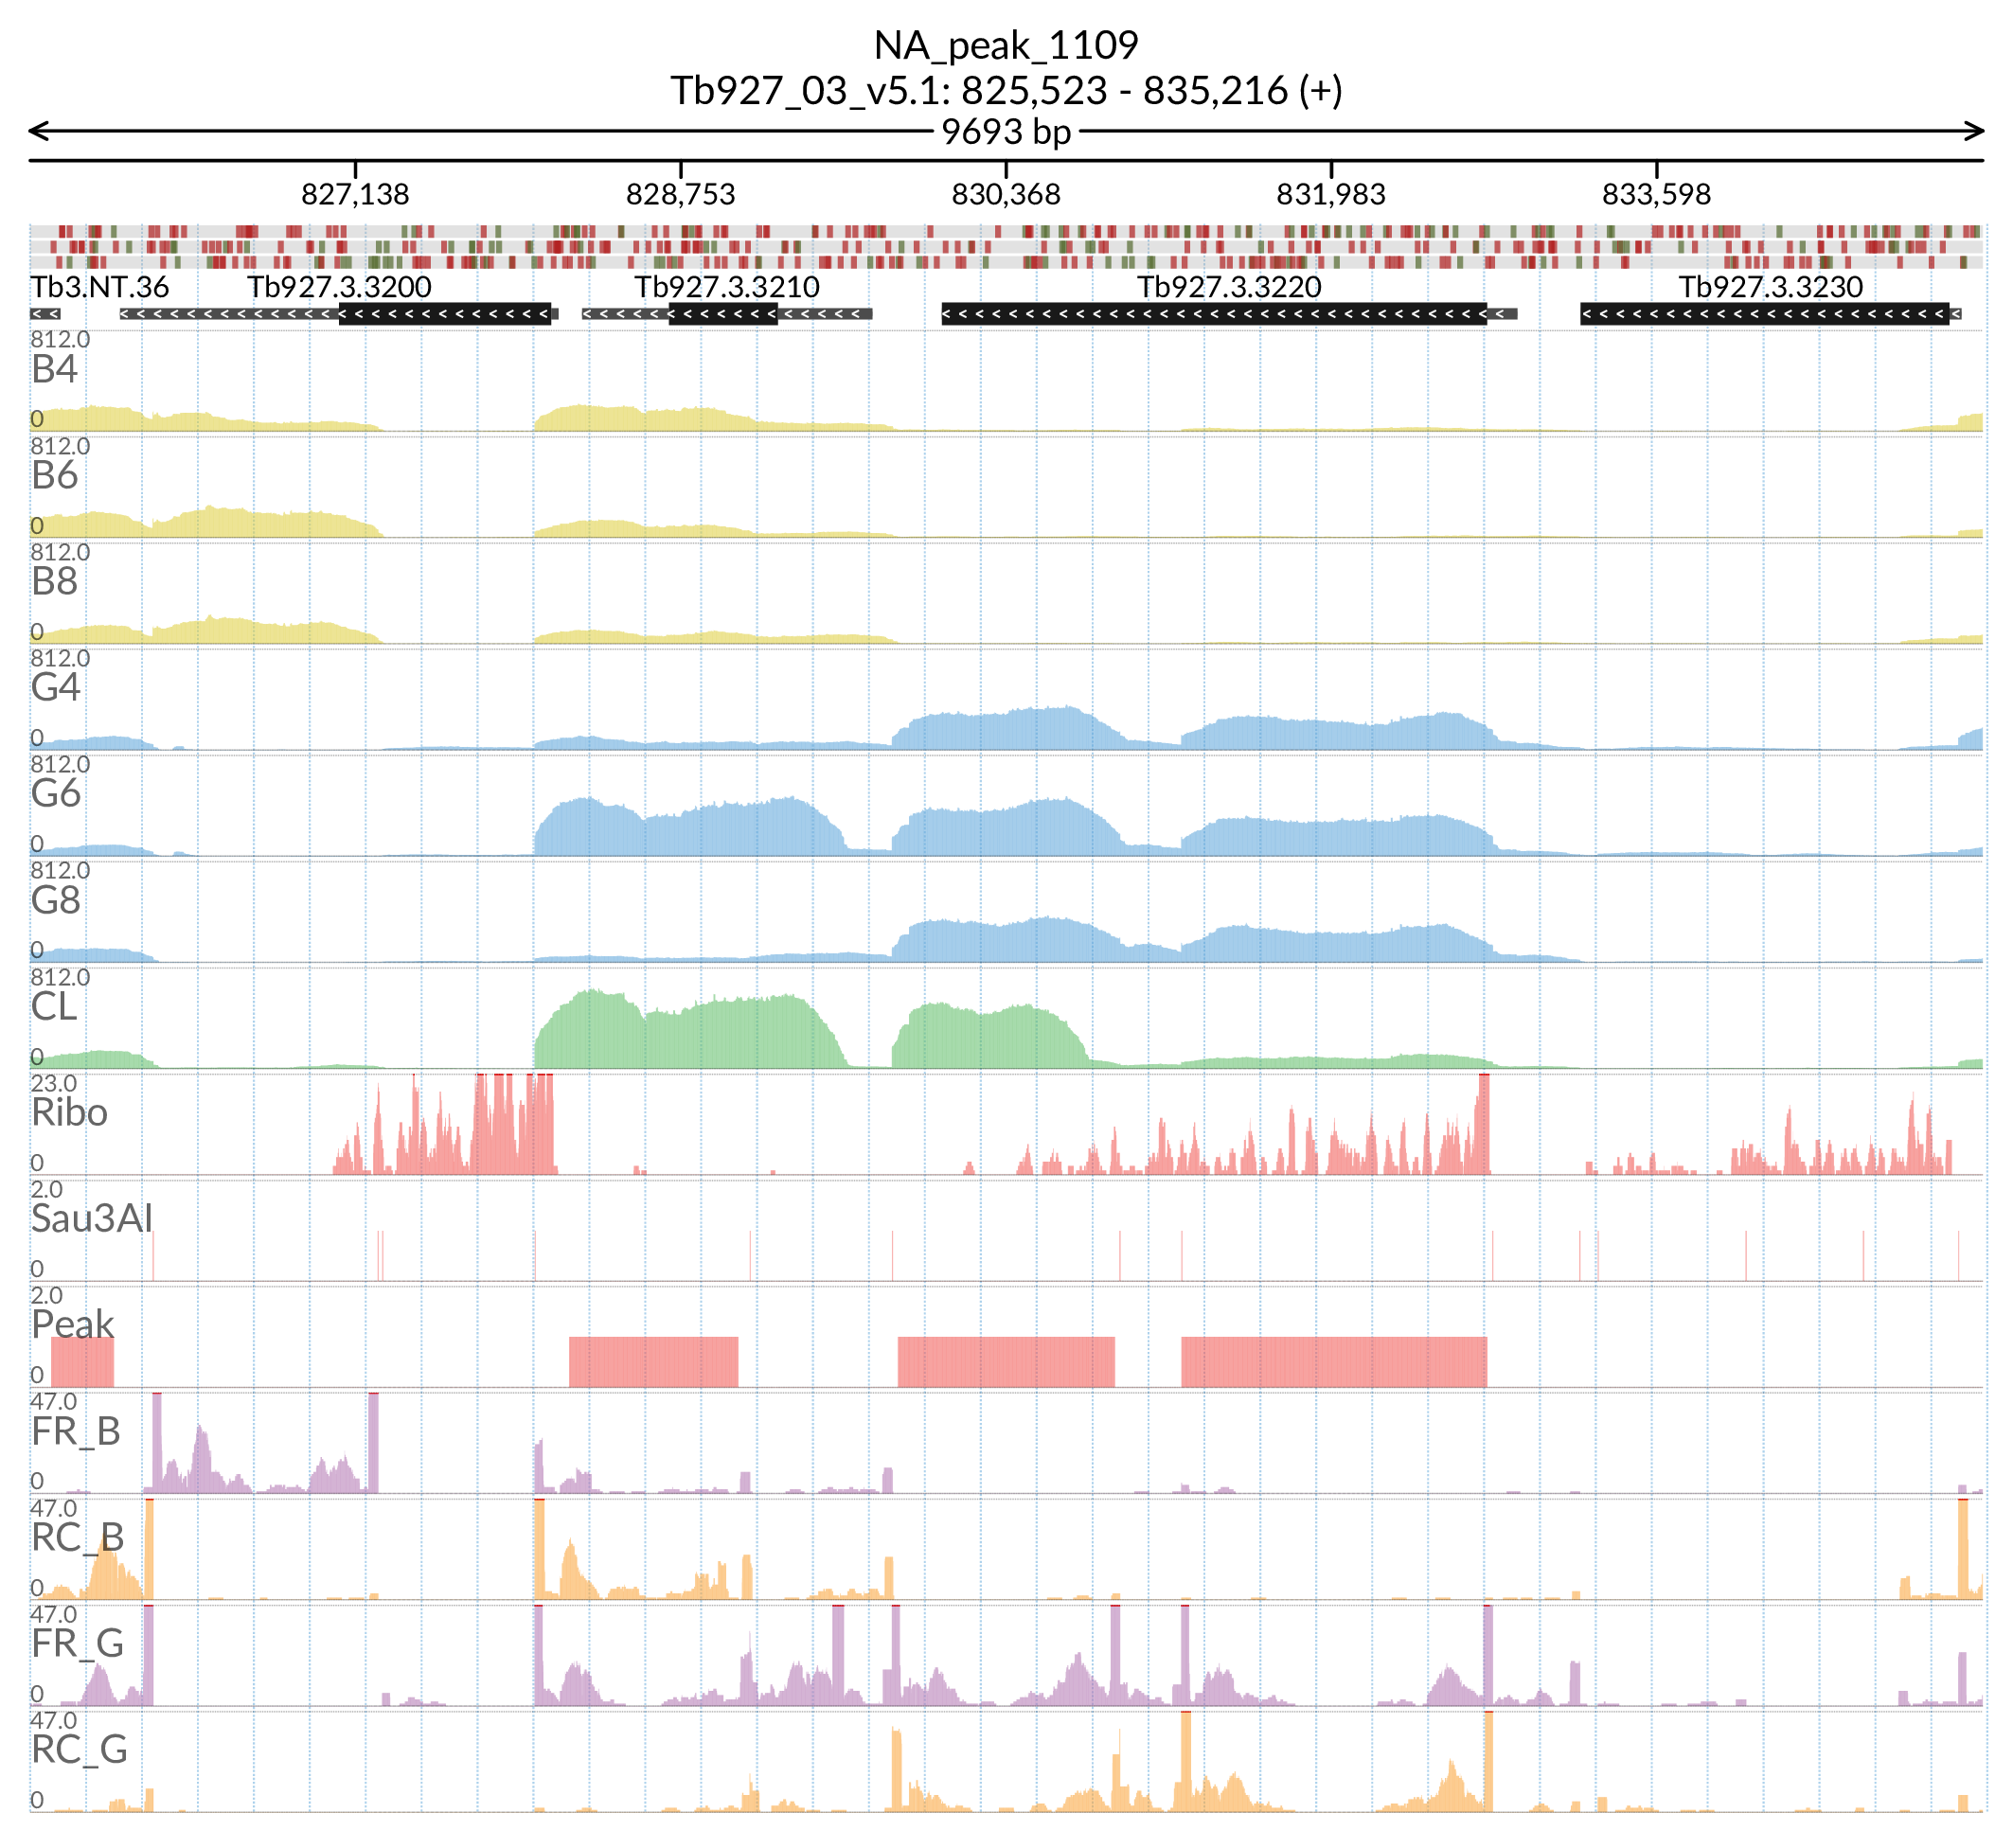 NA_peak_1109
Tb927_03_v5.1: 825,523 - 835,216 (+)
9693 bp
827,138 828,753 830,368 831,983 833,598
Tb3.NT.36 Tb927.3.3200 Tb927.3.3210 Tb927.3.3220 Tb927.3.3230
812.0
B4
0
812.0
B6
0
812.0
B8
0
812.0
G4
0
812.0
G6
0
812.0
G8
0
812.0
CL
0
23.0
Ribo
0
2.0
Sau3AI
0
2.0
Peak
0
47.0
FR_B
0
47.0
RC_B
0
47.0
FR_G
0
47.0
RC_G
0